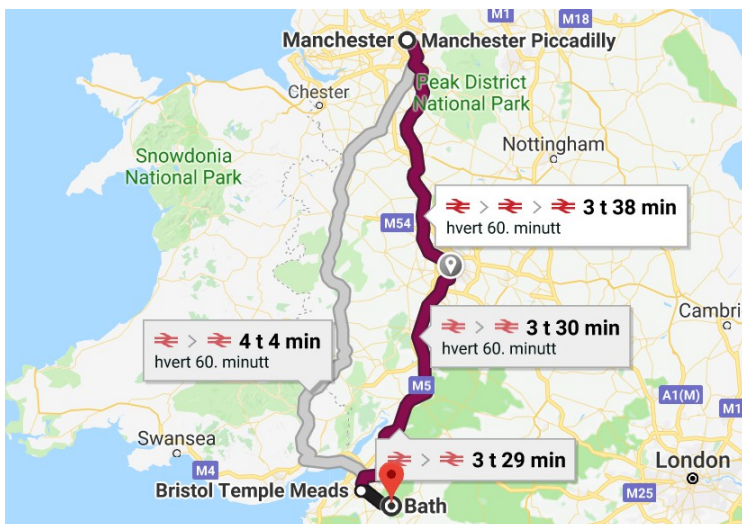 M1
M18
Manchester
Manchester Piccadilly
Peak District
National Park
Chester
Nottingham
Snowdonia
National Park
3 t 38 min
hvert 60. minutt
M54
3 t 30 min
hvert 60. minutt
4 t 4 min
hvert 60. minutt
Cambri
M5
A1(M)
M1
Swansea
M4
3 t 29 min
London
Bristol Temple Meads
Bath
M25